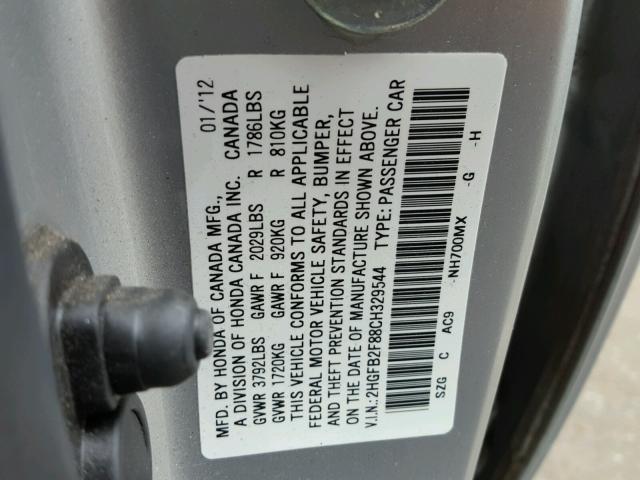 MFD. BY HONDA OF CANADA MFG., 01/'12
A DIVISION OF HONDA CANADA INC. CANADA
GVWR 3792LBS GAWR F 2029LBS R 1786LBS
GVWR 1720KG GAWR F 920KG R 810KG
THIS VEHICLE CONFORMS TO ALL APPLICABLE
FEDERAL MOTOR VEHICLE SAFETY, BUMPER,
AND THEFT PREVENTION STANDARDS IN EFFECT
ON THE DATE OF MANUFACTURE SHOWN ABOVE.
V.I.N.: 2HGFB2F88CH329544 TYPE: PASSENGER CAR
SZG C AC9 -NH700MX -G -H